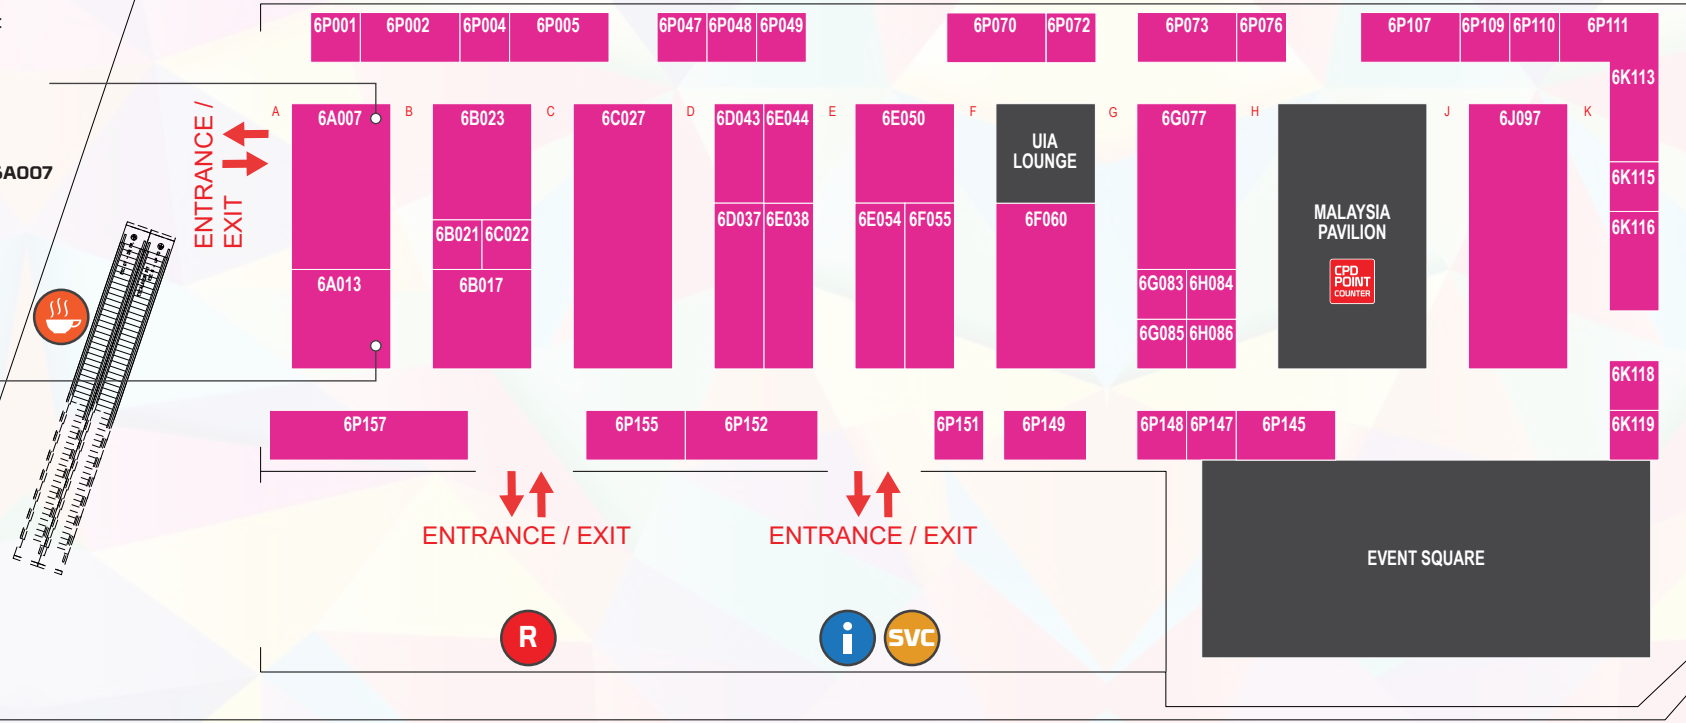 6P001 6P002 6P004 6P005 6P047 6P048 6P049 6P070 6P072 6P073 6P076 6P107 6P109 6P110 6P111
6K113
A B C D E F G H J K
6A007 6B023 6C027 6D043 6E044 6E050 6G077 6J097
ENTRANCE /
EXIT
UIA
LOUNGE
6A007
6K115
MALAYSIA
PAVILION
6D037 6E038 6E054 6F055 6F060
6K116
6B021 6C022
CPD
POINT
COUNTER
6A013 6B017 6G083 6H084
6G085 6H086
6K118
6P157 6P155 6P152 6P151 6P149 6P148 6P147 6P145 6K119
ENTRANCE / EXIT ENTRANCE / EXIT
EVENT SQUARE
R i SVC